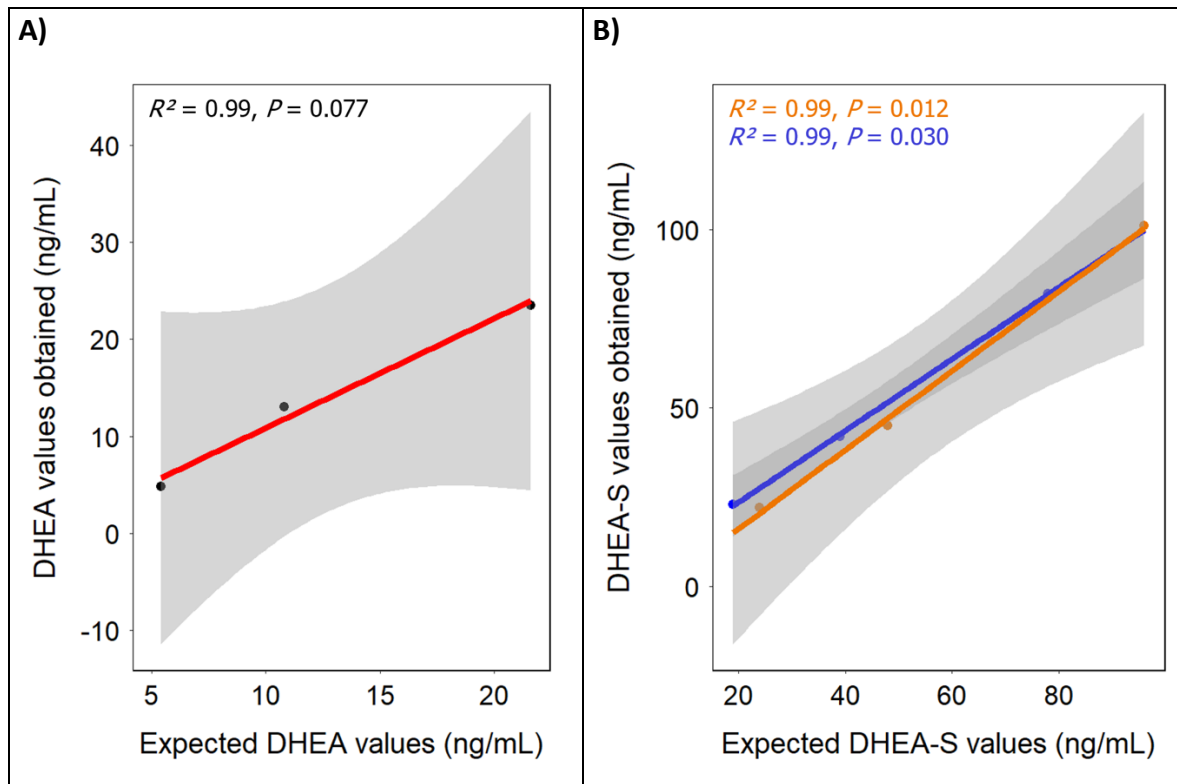 A)
R² = 0.99, P = 0.077
DHEA values obtained (ng/mL)
40
30
20
10
0
-10
5
10
15
20
Expected DHEA values (ng/mL)
B)
R² = 0.99, P = 0.012
R² = 0.99, P = 0.030
DHEA-S values obtained (ng/mL)
100
50
0
20
40
60
80
Expected DHEA-S values (ng/mL)